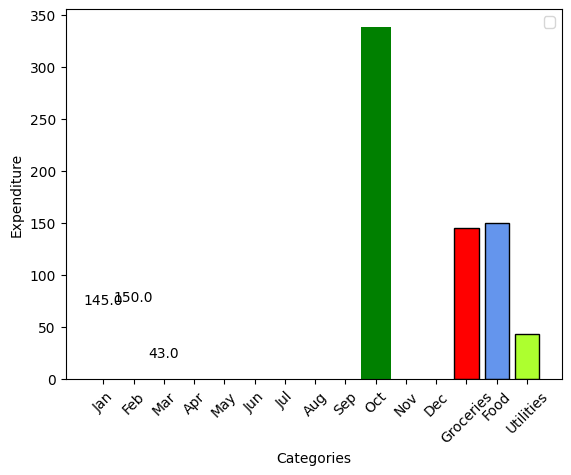 350
300
250
200
150
100
50
0
Expenditure
145.0
150.0
43.0
Jan
Feb
Mar
Apr
May
Jun
Jul
Aug
Sep
Oct
Nov
Dec
Groceries
Food
Utilities
Categories